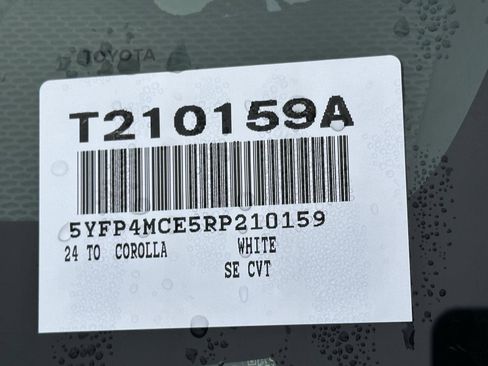 TOYOTA
T210159A
5YFP4MCE5RP210159
24 TO COROLLA WHITE
SE CVT